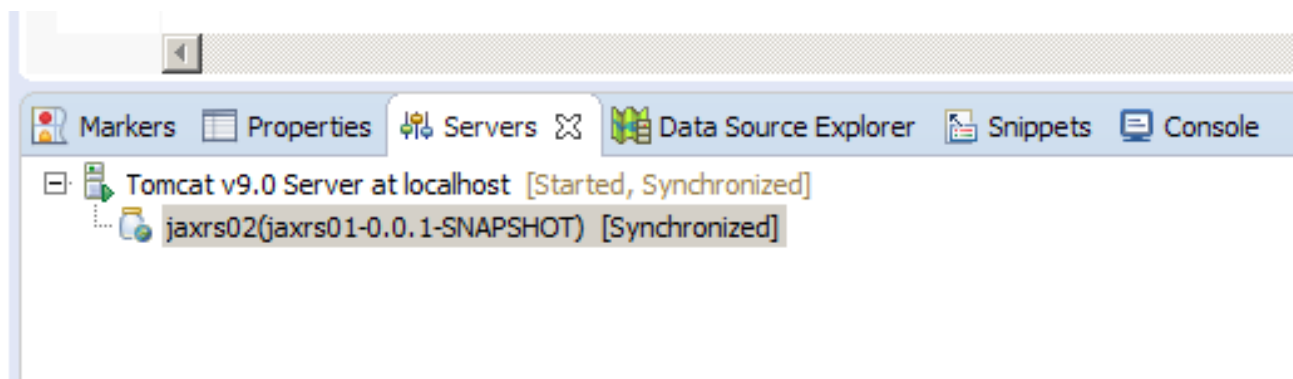 Markers Properties Servers Data Source Explorer Snippets Console
Tomcat v9.0 Server at localhost [Started, Synchronized]
jaxrs02(jaxrs01-0.0.1-SNAPSHOT) [Synchronized]